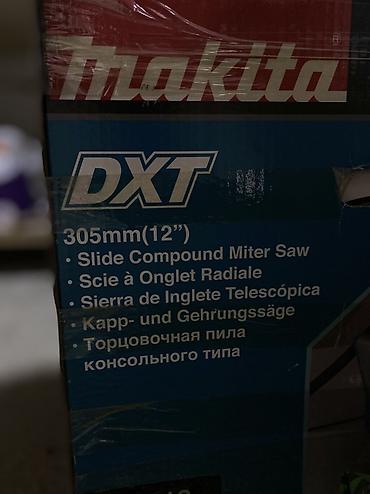 makita
DXT
305mm(12”)
· Slide Compound Miter Saw
· Scie à Onglet Radiale
· Sierra de Inglete Telescópica
· Kapp- und Gehrungssäge
· Торцовочная пила
консольного типа